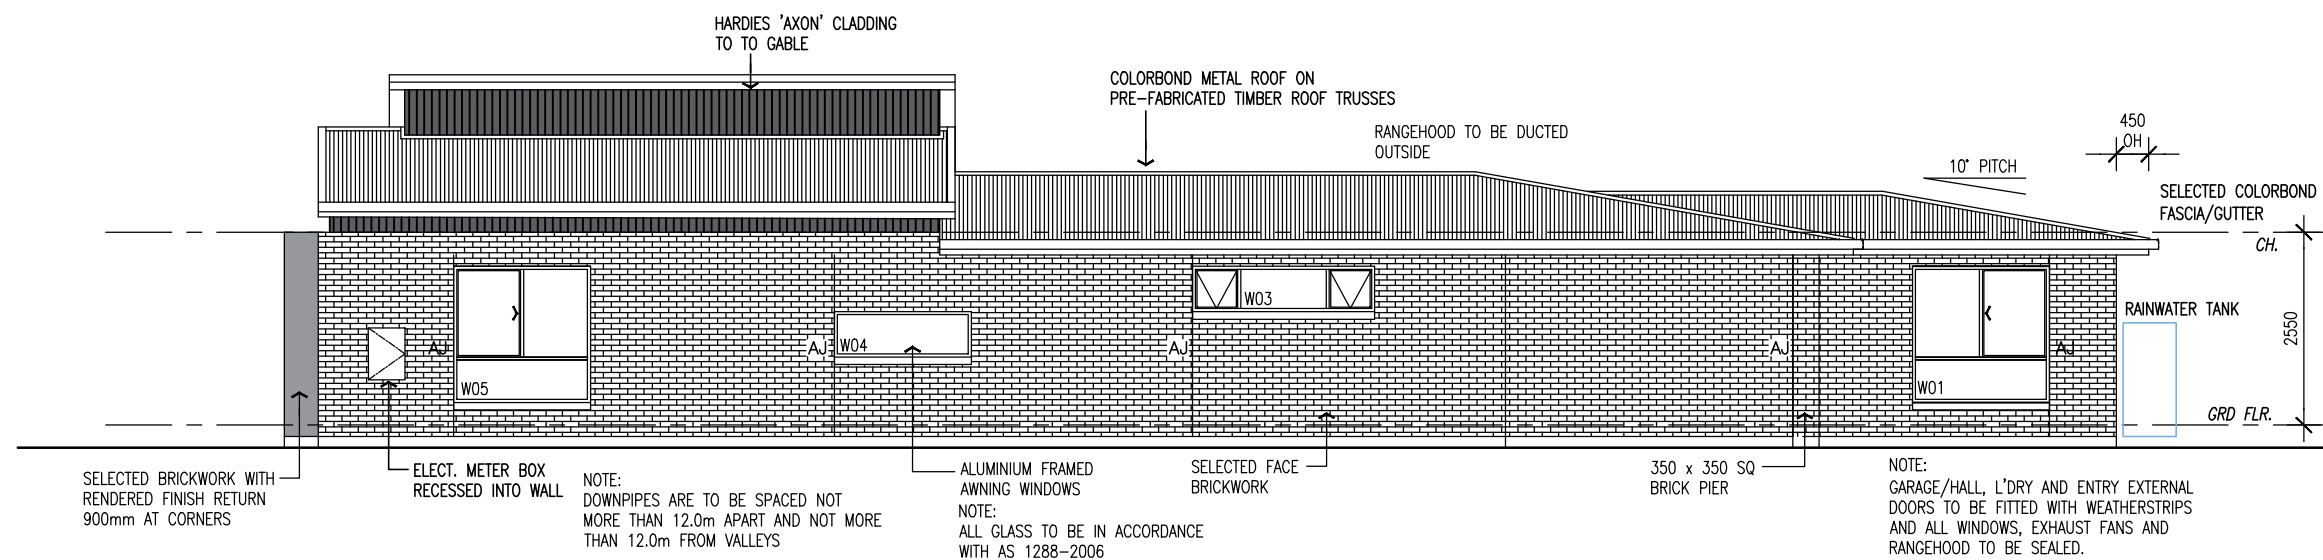 HARDIES 'AXON' CLADDING
TO TO GABLE
COLORBOND METAL ROOF ON
PRE-FABRICATED TIMBER ROOF TRUSSES
RANGEHOOD TO BE DUCTED
OUTSIDE
450
OH
10° PITCH
SELECTED COLORBOND
FASCIA/GUTTER
CH.
2550
RAINWATER TANK
GRD FLR.
AJ
W05
AJ
W04
AJ
W03
AJ
W01
AJ
SELECTED BRICKWORK WITH
RENDERED FINISH RETURN
900mm AT CORNERS
ELECT. METER BOX
RECESSED INTO WALL
NOTE:
DOWNPIPES ARE TO BE SPACED NOT
MORE THAN 12.0m APART AND NOT MORE
THAN 12.0m FROM VALLEYS
ALUMINIUM FRAMED
AWNING WINDOWS
NOTE:
ALL GLASS TO BE IN ACCORDANCE
WITH AS 1288-2006
SELECTED FACE
BRICKWORK
350 x 350 SQ
BRICK PIER
NOTE:
GARAGE/HALL, L'DRY AND ENTRY EXTERNAL
DOORS TO BE FITTED WITH WEATHERSTRIPS
AND ALL WINDOWS, EXHAUST FANS AND
RANGEHOOD TO BE SEALED.